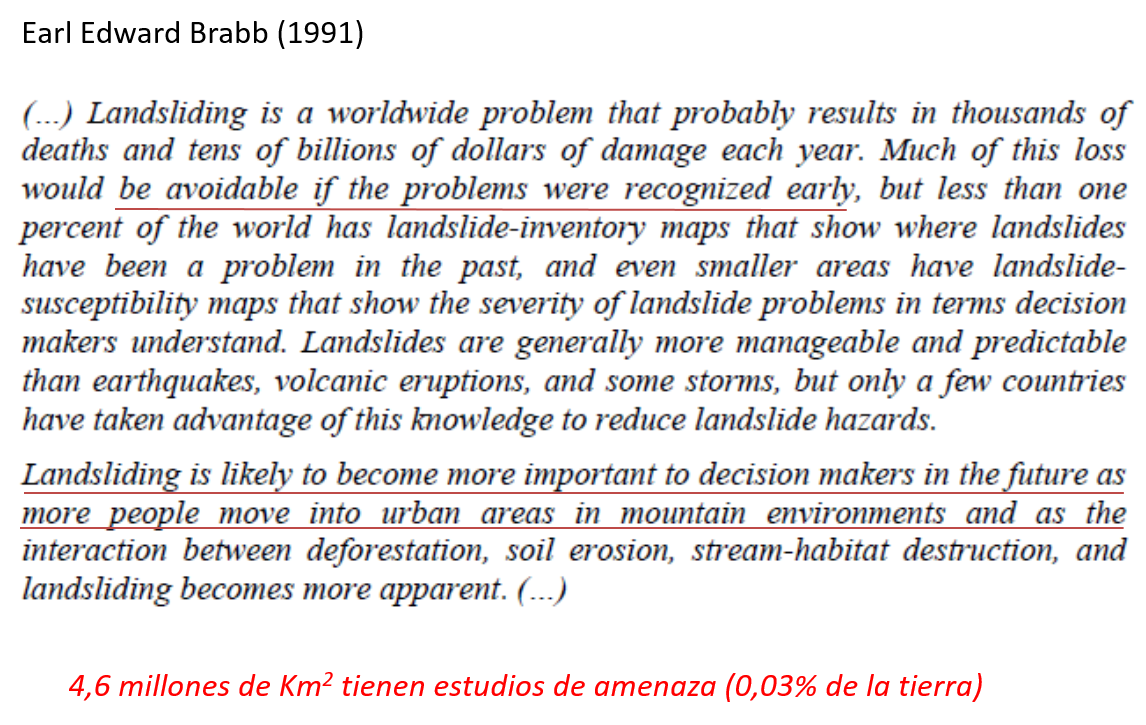 Earl Edward Brabb (1991)
(...) Landsliding is a worldwide problem that probably results in thousands of
deaths and tens of billions of dollars of damage each year. Much of this loss
would be avoidable if the problems were recognized early, but less than one
percent of the world has landslide-inventory maps that show where landslides
have been a problem in the past, and even smaller areas have landslide-
susceptibility maps that show the severity of landslide problems in terms decision
makers understand. Landslides are generally more manageable and predictable
than earthquakes, volcanic eruptions, and some storms, but only a few countries
have taken advantage of this knowledge to reduce landslide hazards.
Landsliding is likely to become more important to decision makers in the future as
more people move into urban areas in mountain environments and as the
interaction between deforestation, soil erosion, stream-habitat destruction, and
landsliding becomes more apparent. (...)
4,6 millones de Km² tienen estudios de amenaza (0,03% de la tierra)